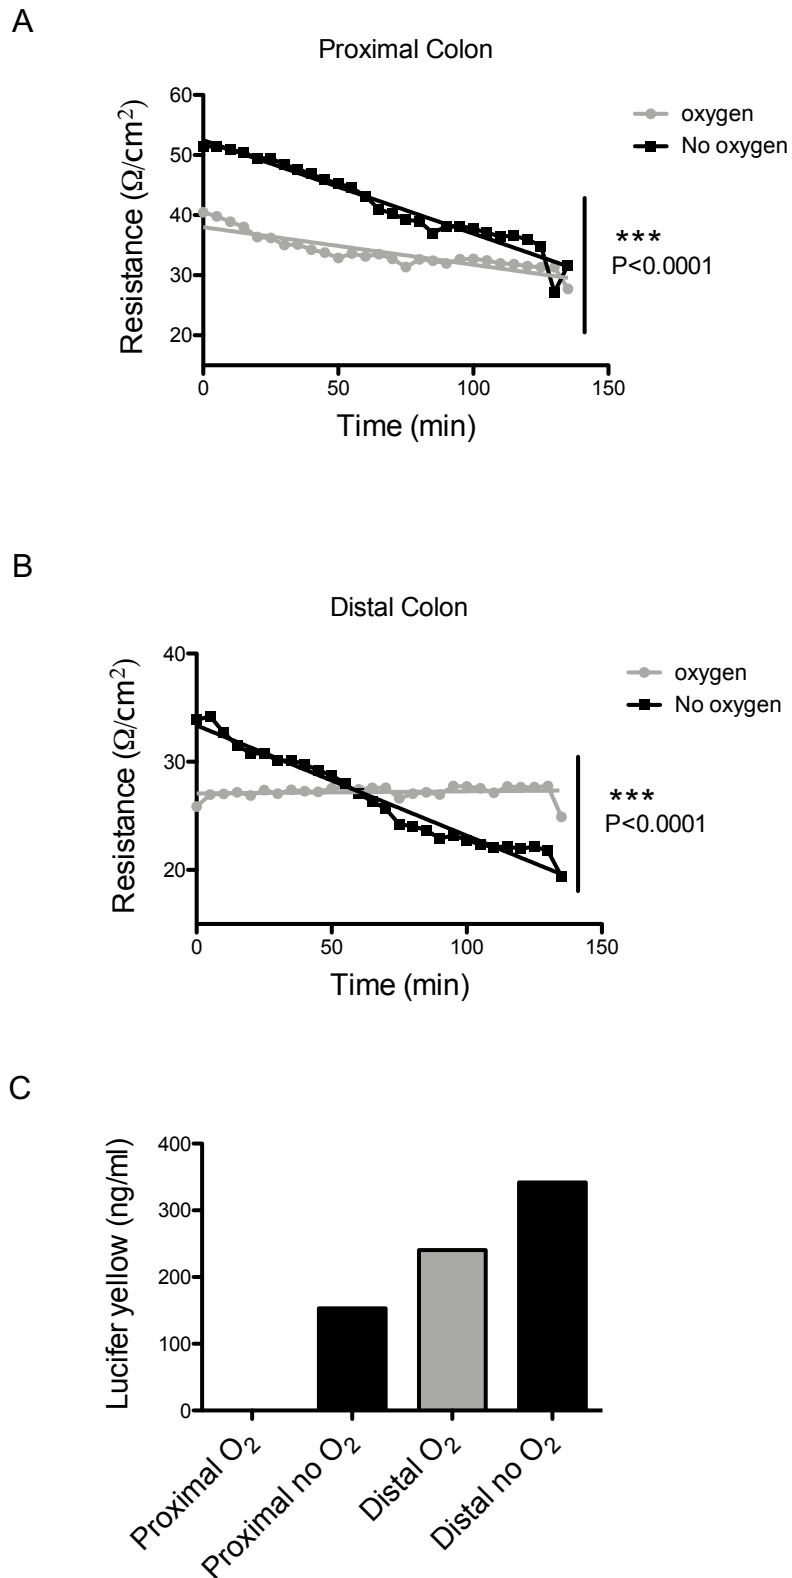 A
Proximal Colon
60
50
40
30
20
Resistance (Ω/cm²)
0
50
100
150
Time (min)
oxygen
No oxygen
***
P<0.0001
B
Distal Colon
40
30
20
Resistance (Ω/cm²)
0
50
100
150
Time (min)
oxygen
No oxygen
***
P<0.0001
C
400
300
200
100
0
Lucifer yellow (ng/ml)
Proximal O₂
Proximal no O₂
Distal O₂
Distal no O₂